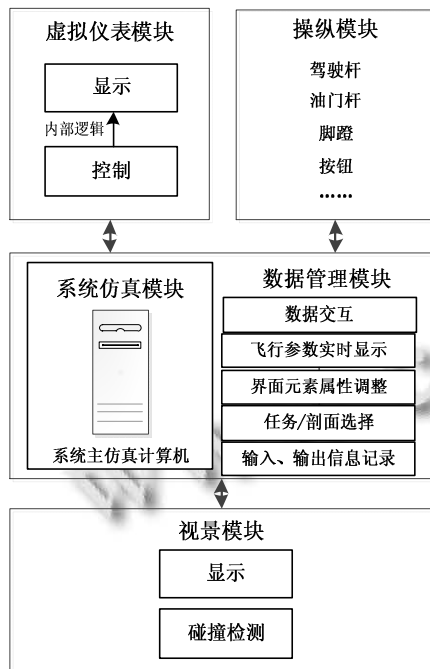 虚拟仪表模块
显示
内部逻辑
控制
操纵模块
驾驶杆
油门杆
脚蹬
按钮
……
系统仿真模块
系统主仿真计算机
数据管理模块
数据交互
飞行参数实时显示
界面元素属性调整
任务/剖面选择
输入、输出信息记录
视景模块
显示
碰撞检测